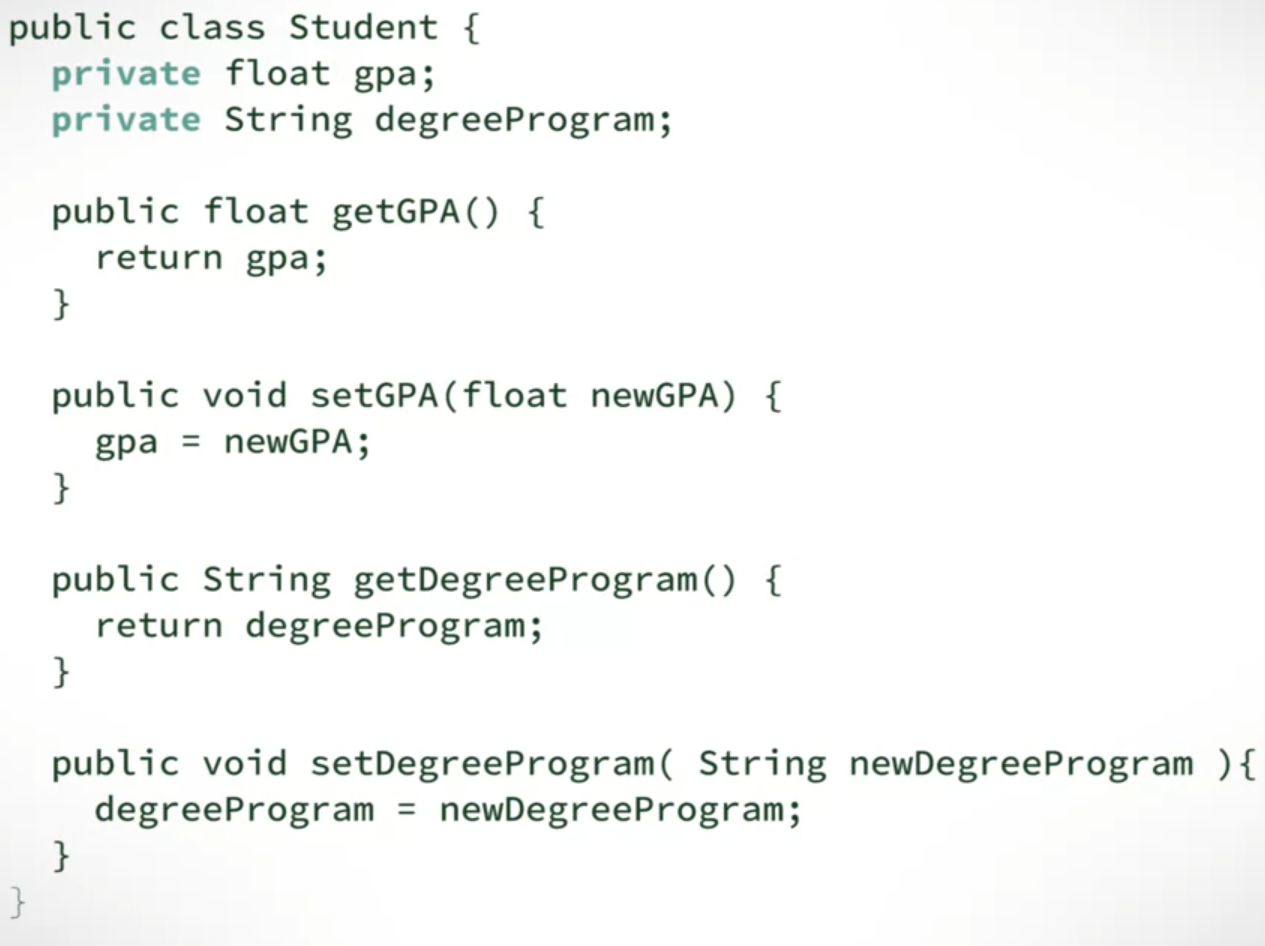 public class Student {
  private float gpa;
  private String degreeProgram;

  public float getGPA() {
    return gpa;
  }

  public void setGPA(float newGPA) {
    gpa = newGPA;
  }

  public String getDegreeProgram() {
    return degreeProgram;
  }

  public void setDegreeProgram( String newDegreeProgram ){
    degreeProgram = newDegreeProgram;
  }
}